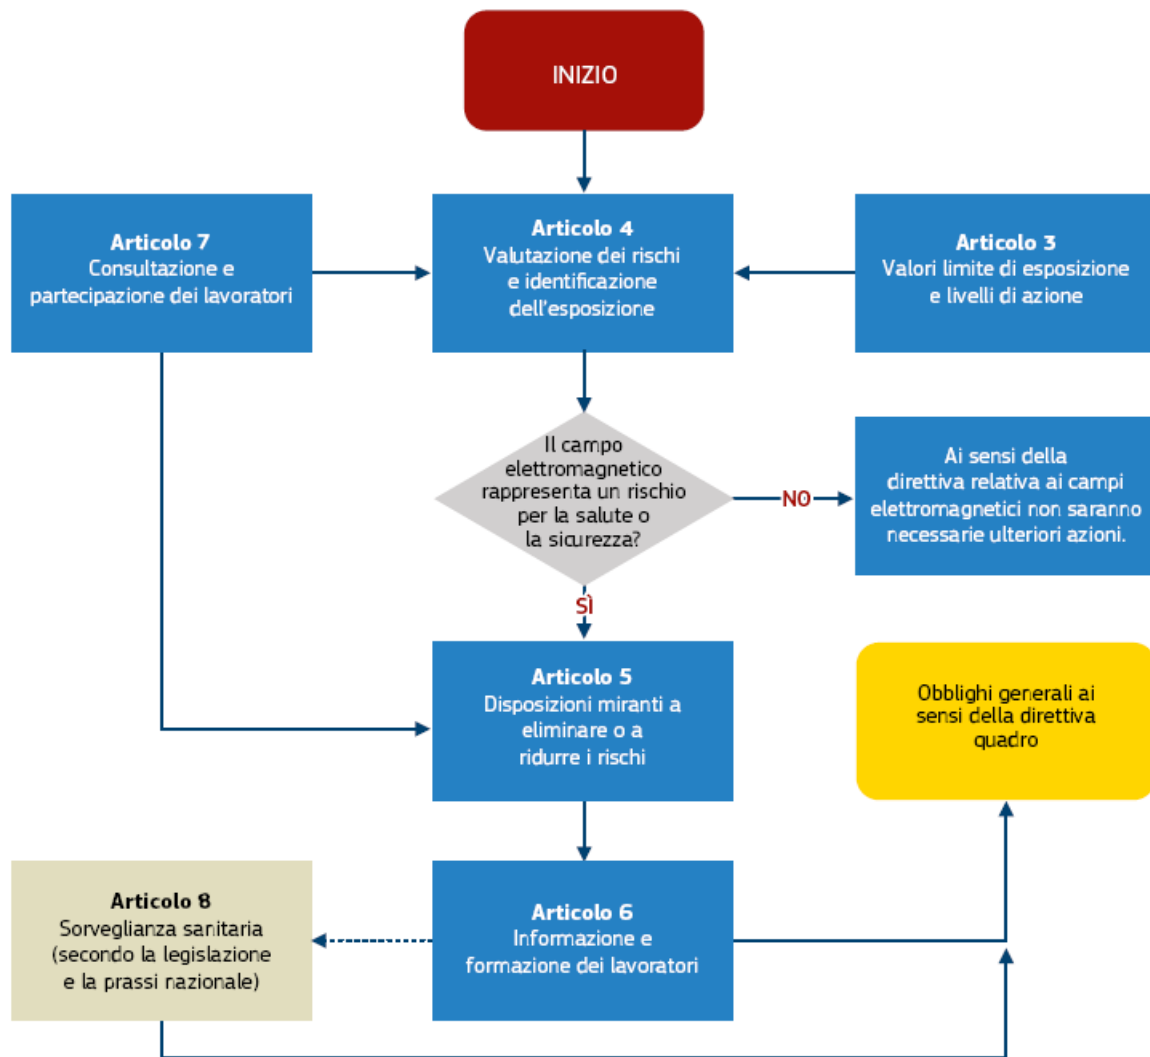 INIZIO
Articolo 7
Consultazione e
partecipazione dei lavoratori
Articolo 4
Valutazione dei rischi
e identificazione
dell'esposizione
Articolo 3
Valori limite di esposizione
e livelli di azione
Il campo
elettromagnetico
rappresenta un rischio
per la salute o
la sicurezza?
NO
Ai sensi della
direttiva relativa ai campi
elettromagnetici non saranno
necessarie ulteriori azioni.
SÌ
Articolo 5
Disposizioni miranti a
eliminare o a
ridurre i rischi
Obblighi generali ai
sensi della direttiva
quadro
Articolo 8
Sorveglianza sanitaria
(secondo la legislazione
e la prassi nazionale)
Articolo 6
Informazione e
formazione dei lavoratori